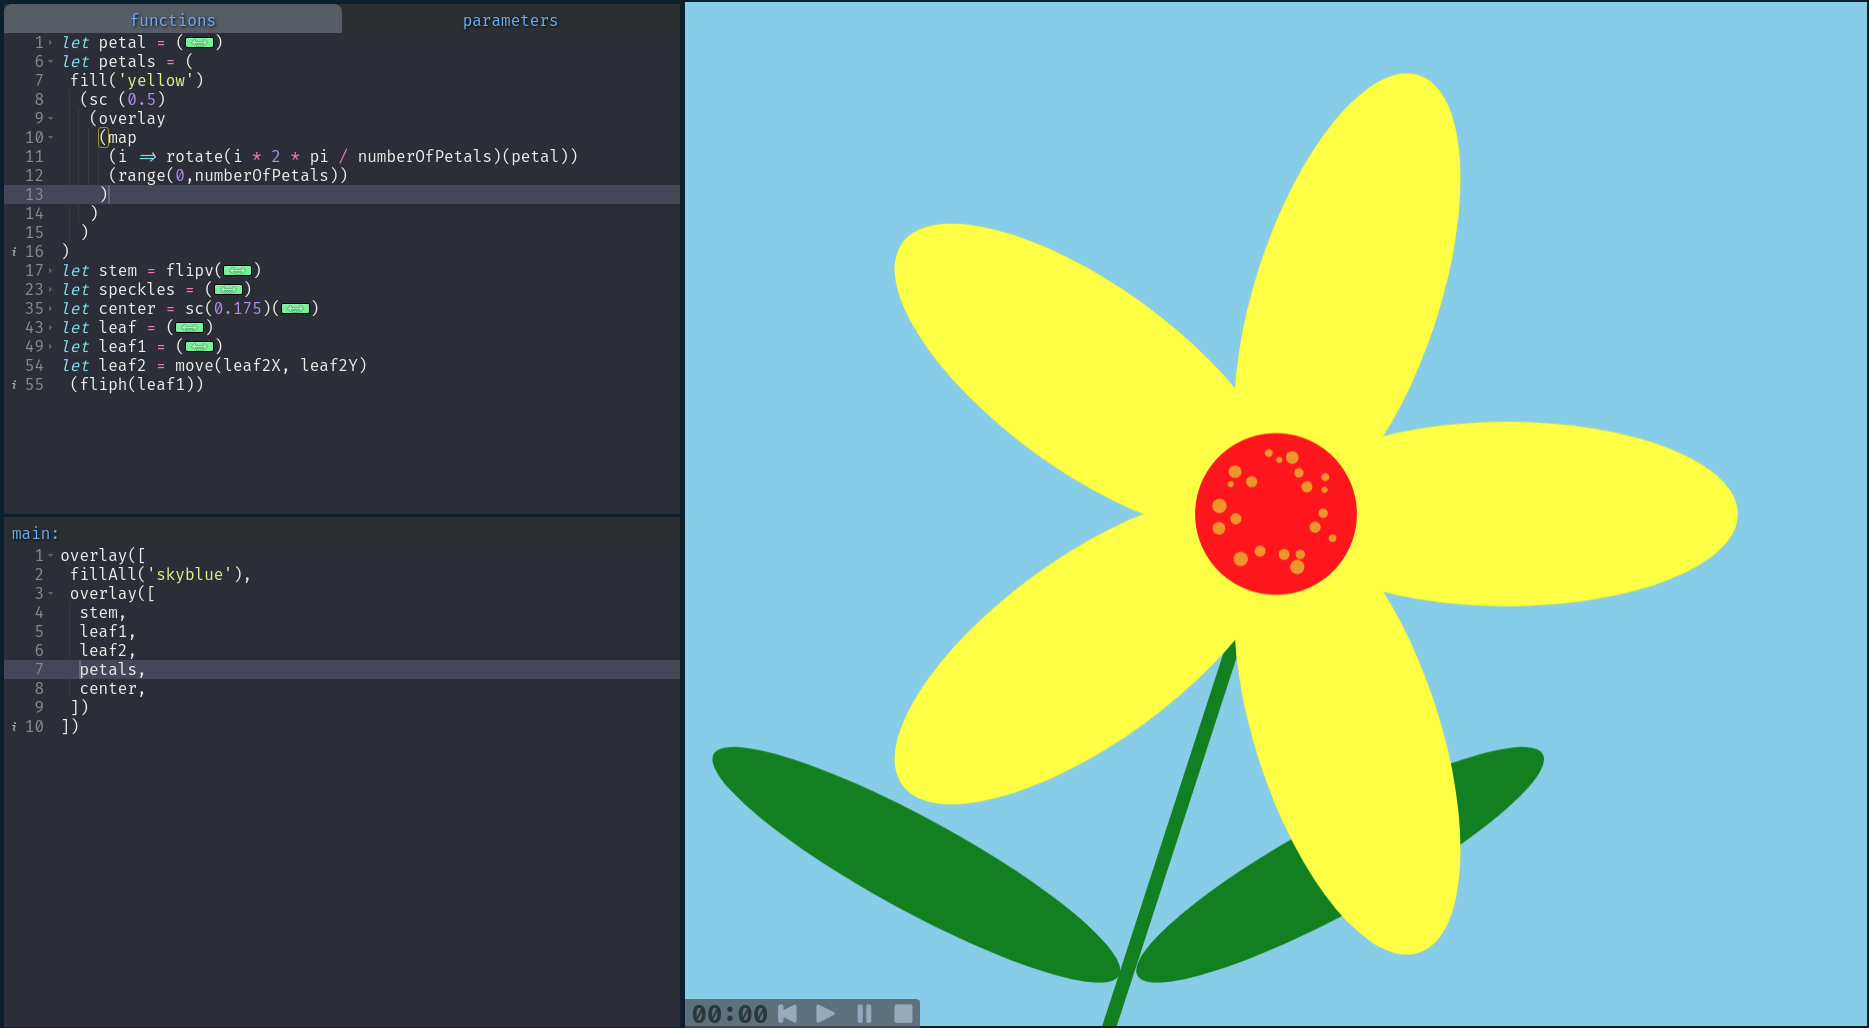 functions parameters
1 let petal = ()
6 let petals = (
7 fill('yellow')
8 (sc (0.5)
9 (overlay
10 (map
11 (i => rotate(i * 2 * pi / numberOfPetals)(petal))
12 (range(0,numberOfPetals))
13 )
14 )
15 )
i 16 )
17 let stem = flipv()
23 let speckles = ()
35 let center = sc(0.175)()
43 let leaf = ()
49 let leaf1 = ()
54 let leaf2 = move(leaf2X, leaf2Y)
i 55 (fliph(leaf1))
main:
1 overlay([
2 fillAll('skyblue'),
3 overlay([
4 stem,
5 leaf1,
6 leaf2,
7 petals,
8 center,
9 ])
i 10 ])
00:00